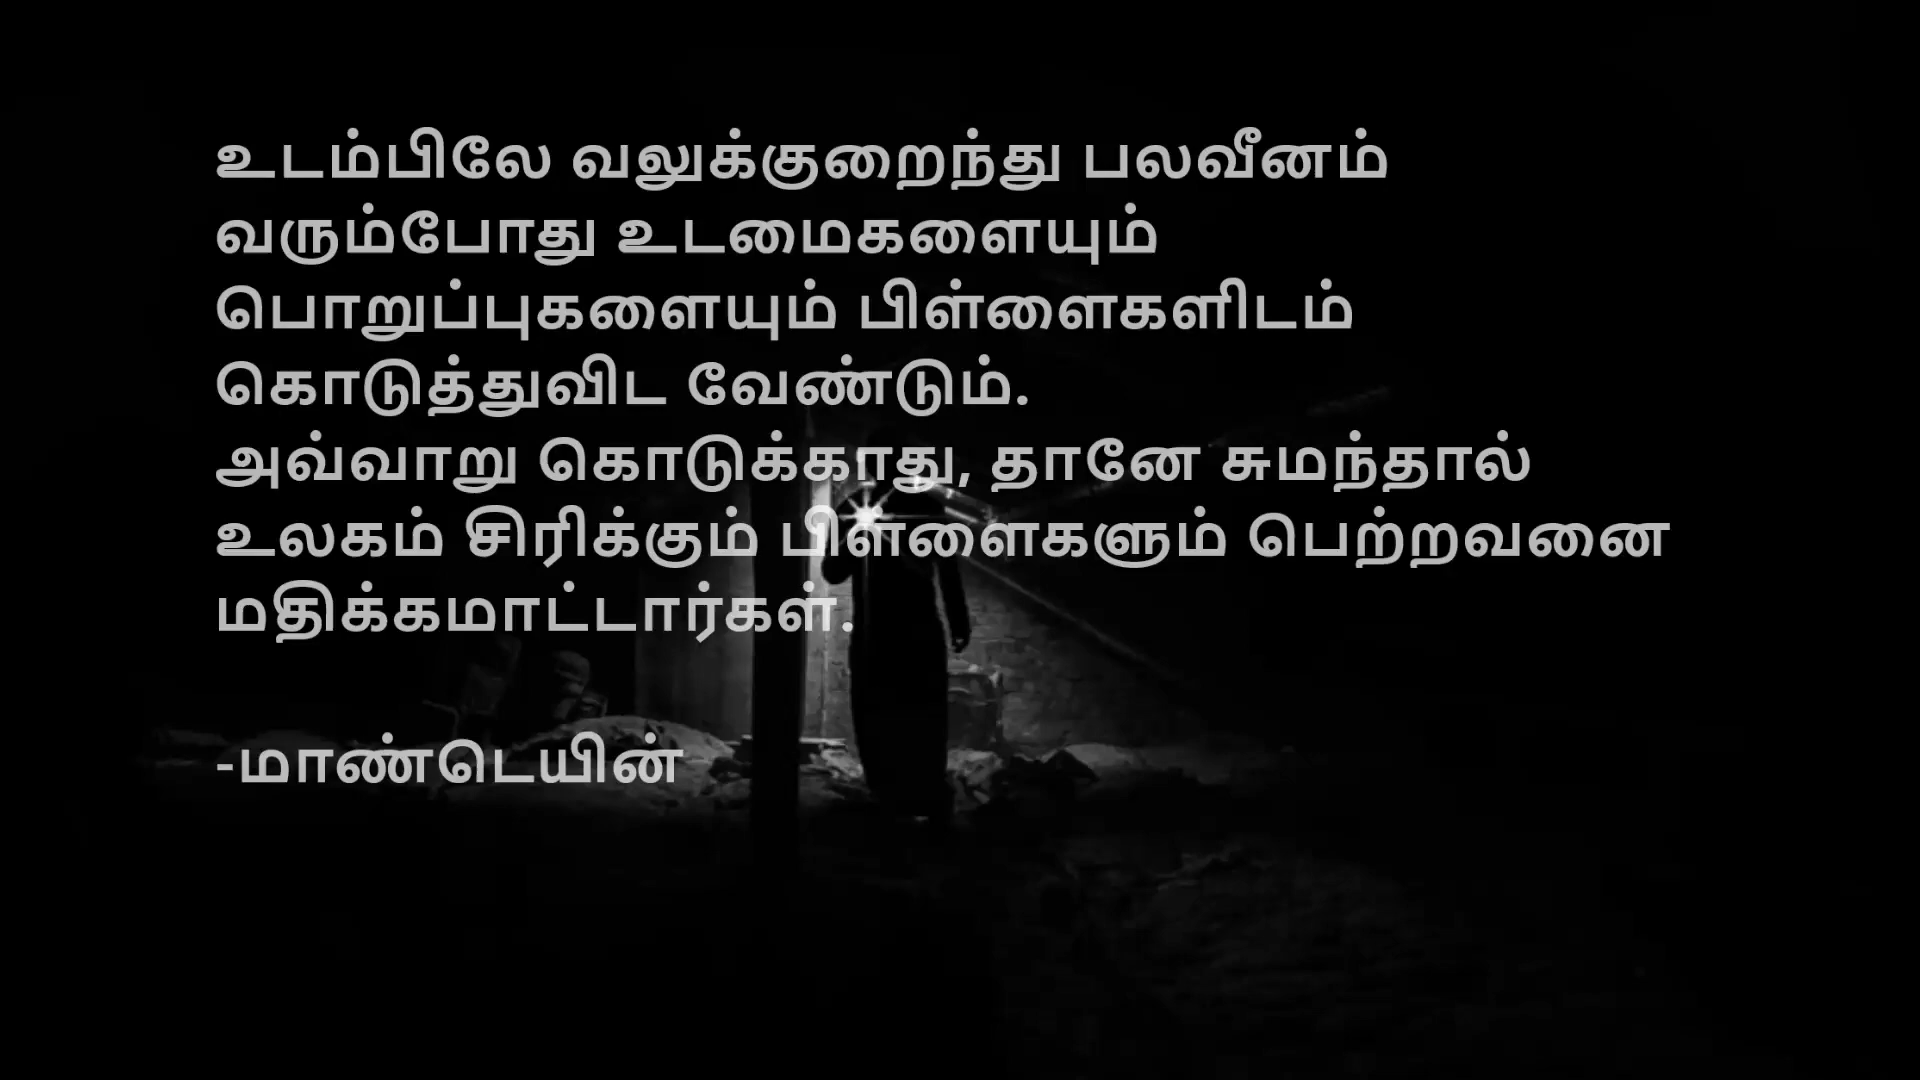 உடம்பிலே வலுக்குறைந்து பலவீனம்
வரும்போது உடமைகளையும்
பொறுப்புகளையும் பிள்ளைகளிடம்
கொடுத்துவிட வேண்டும்.
அவ்வாறு கொடுக்காது, தானே சுமந்தால்
உலகம் சிரிக்கும் பிள்ளைகளும் பெற்றவனை
மதிக்கமாட்டார்கள்.
-மாண்டெயின்